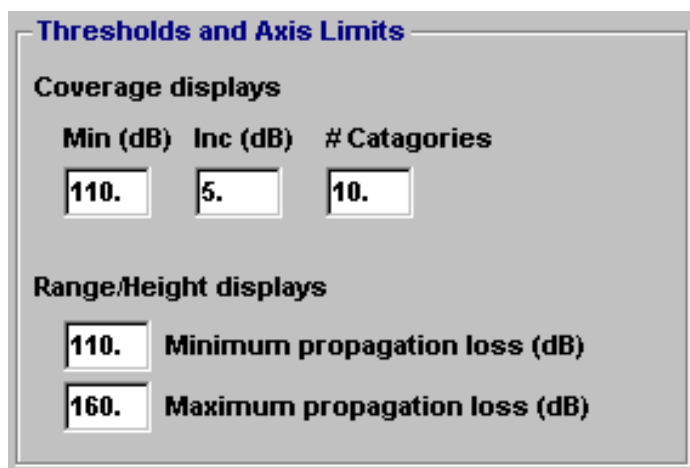 Thresholds and Axis Limits
Coverage displays
Min (dB) Inc (dB) # Catagories
110. 5. 10.
Range/Height displays
110. Minimum propagation loss (dB)
160. Maximum propagation loss (dB)